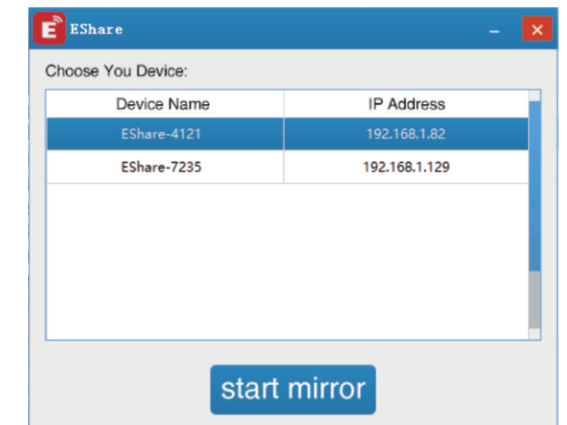 E EShare
Choose You Device:
Device Name IP Address
EShare-4121 192.168.1.82
EShare-7235 192.168.1.129
start mirror